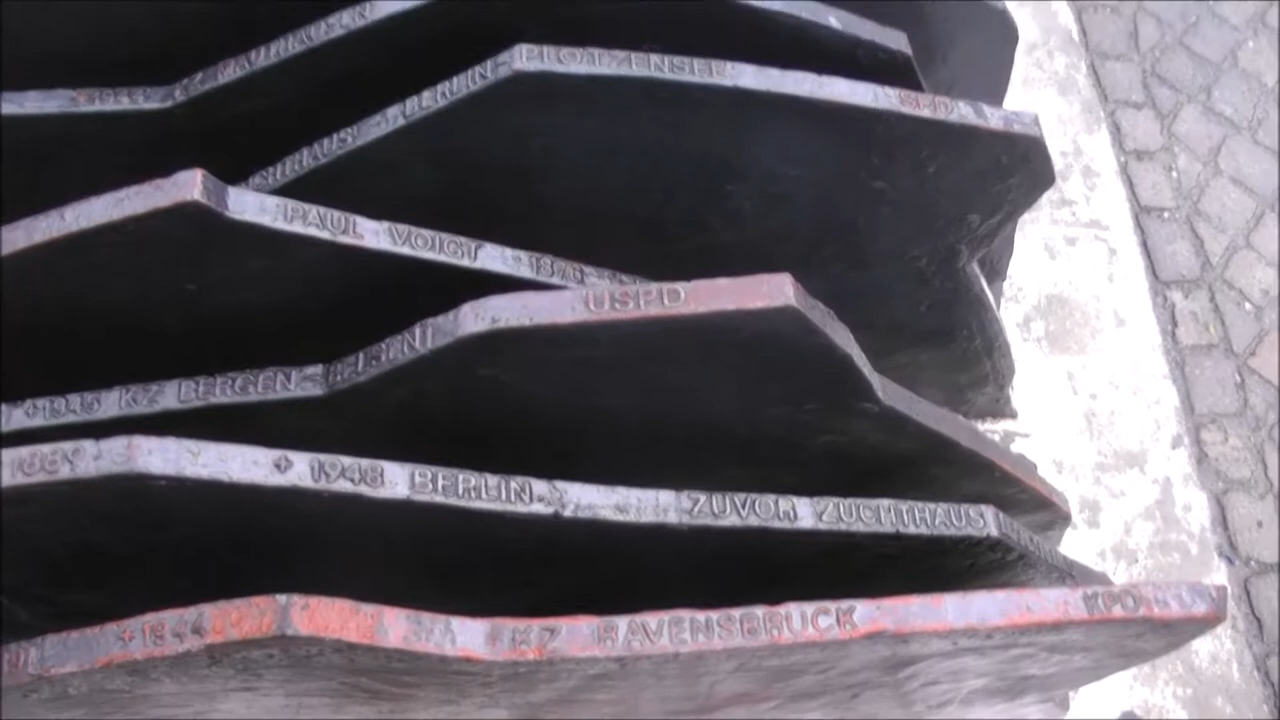 KZ MAUTHAUSEN
BERLIN-PLÖTZENSEE SPD
PAUL VOIGT 1876
+1945 KZ BERGEN-BELSEN USPD
1889 + 1948 BERLIN ZUVOR ZUCHTHAUS
+1944 KZ RAVENSBRÜCK KPD